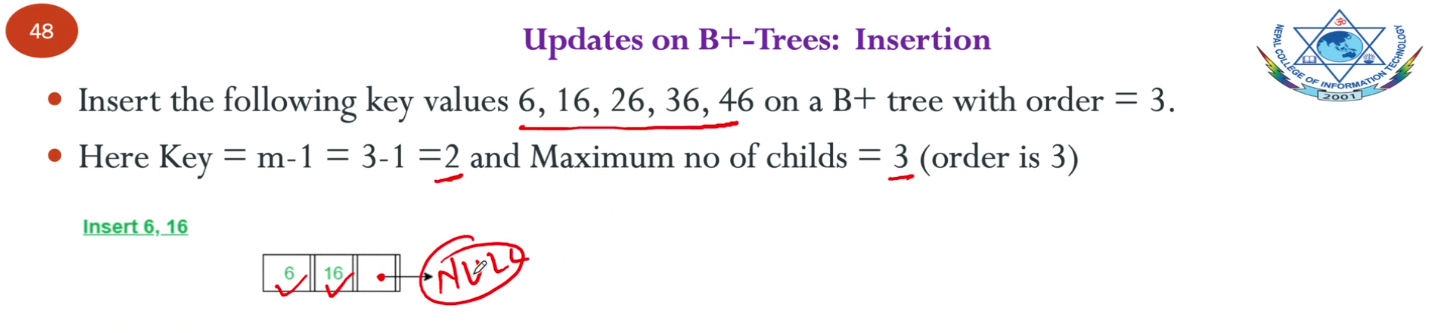 48
Updates on B+-Trees: Insertion
NEPAL COLLEGE OF INFORMATION TECHNOLOGY
2001
• Insert the following key values 6, 16, 26, 36, 46 on a B+ tree with order = 3.
• Here Key = m-1 = 3-1 =2 and Maximum no of childs = 3 (order is 3)
Insert 6, 16
6 16 NULL